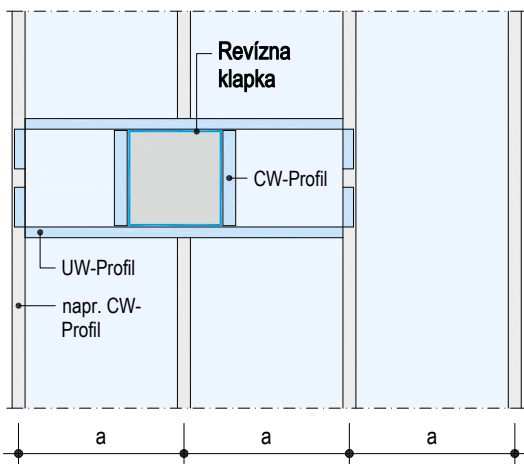 Revízna
klapka
CW-Profil
UW-Profil
napr. CW-
Profil
a a a